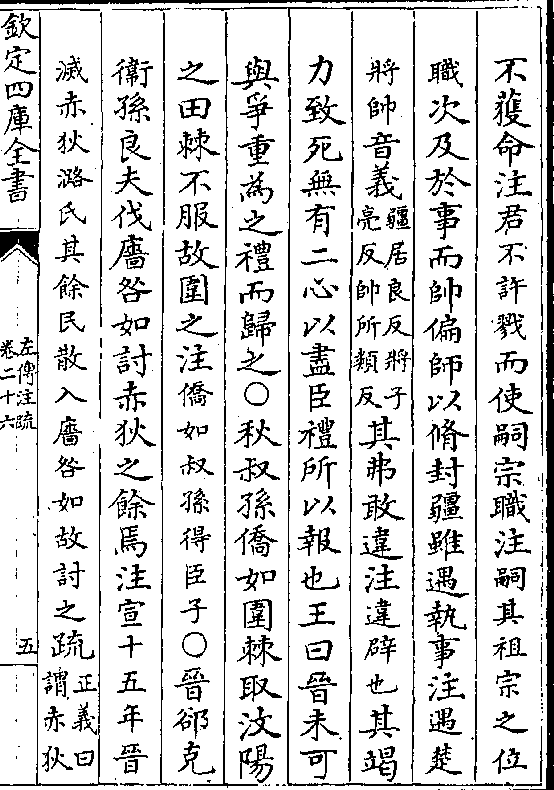 不獲命注君不許戮而使嗣宗職注嗣其祖宗之位
職次及於事而帥偏師以脩封疆雖遇執事注遇楚
將帥音義疆居良反將子
亮反帥所類反其弗敢違注違辟也其竭
力致死無有二心以盡臣禮所以報也王曰晉未可
與爭重為之禮而歸之○秋叔孫僑如圍棘取汶陽
之田棘不服故圍之注僑如叔孫得臣子○晉郤克
衞孫良夫伐廧咎如討赤狄之餘焉注宣十五年晉
滅赤狄潞氏其餘民散入廧咎如故討之疏正義曰
謂赤狄
欽定四庫全書
左傳注疏
卷二十六
五